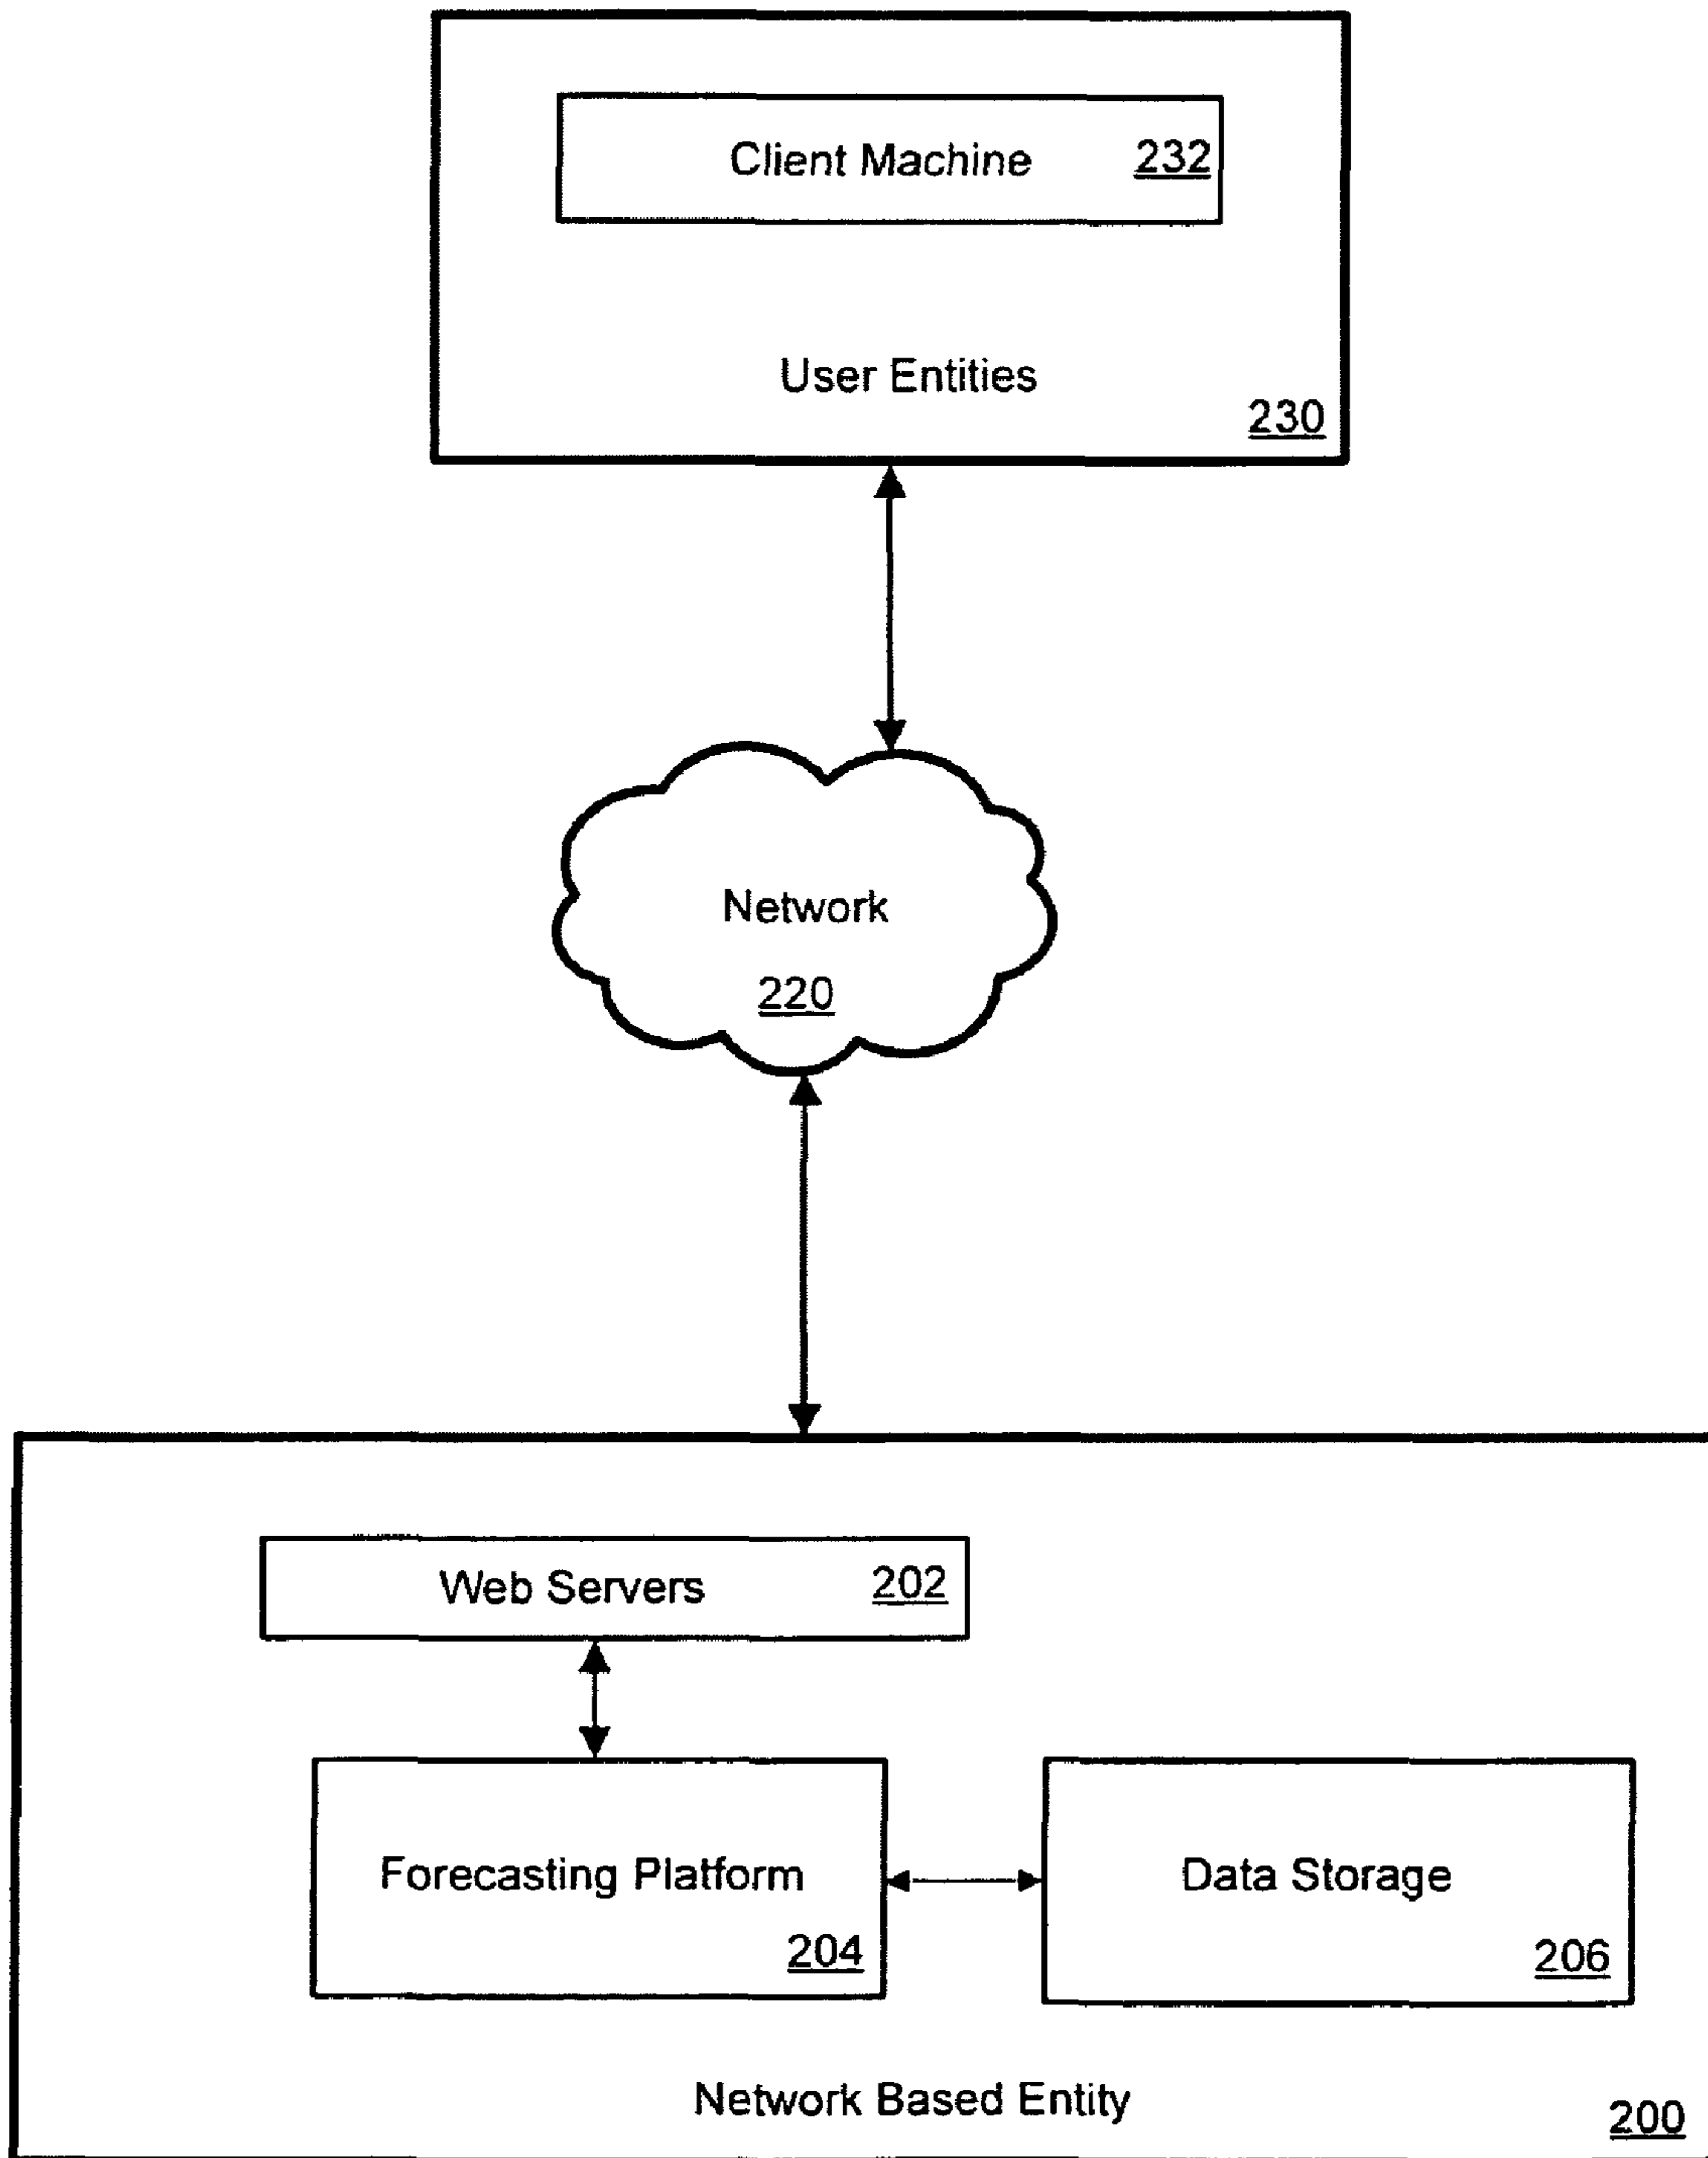 Client Machine 232
User Entities
230
Network
220
Web Servers 202
Forecasting Platform
204
Data Storage
206
Network Based Entity
200